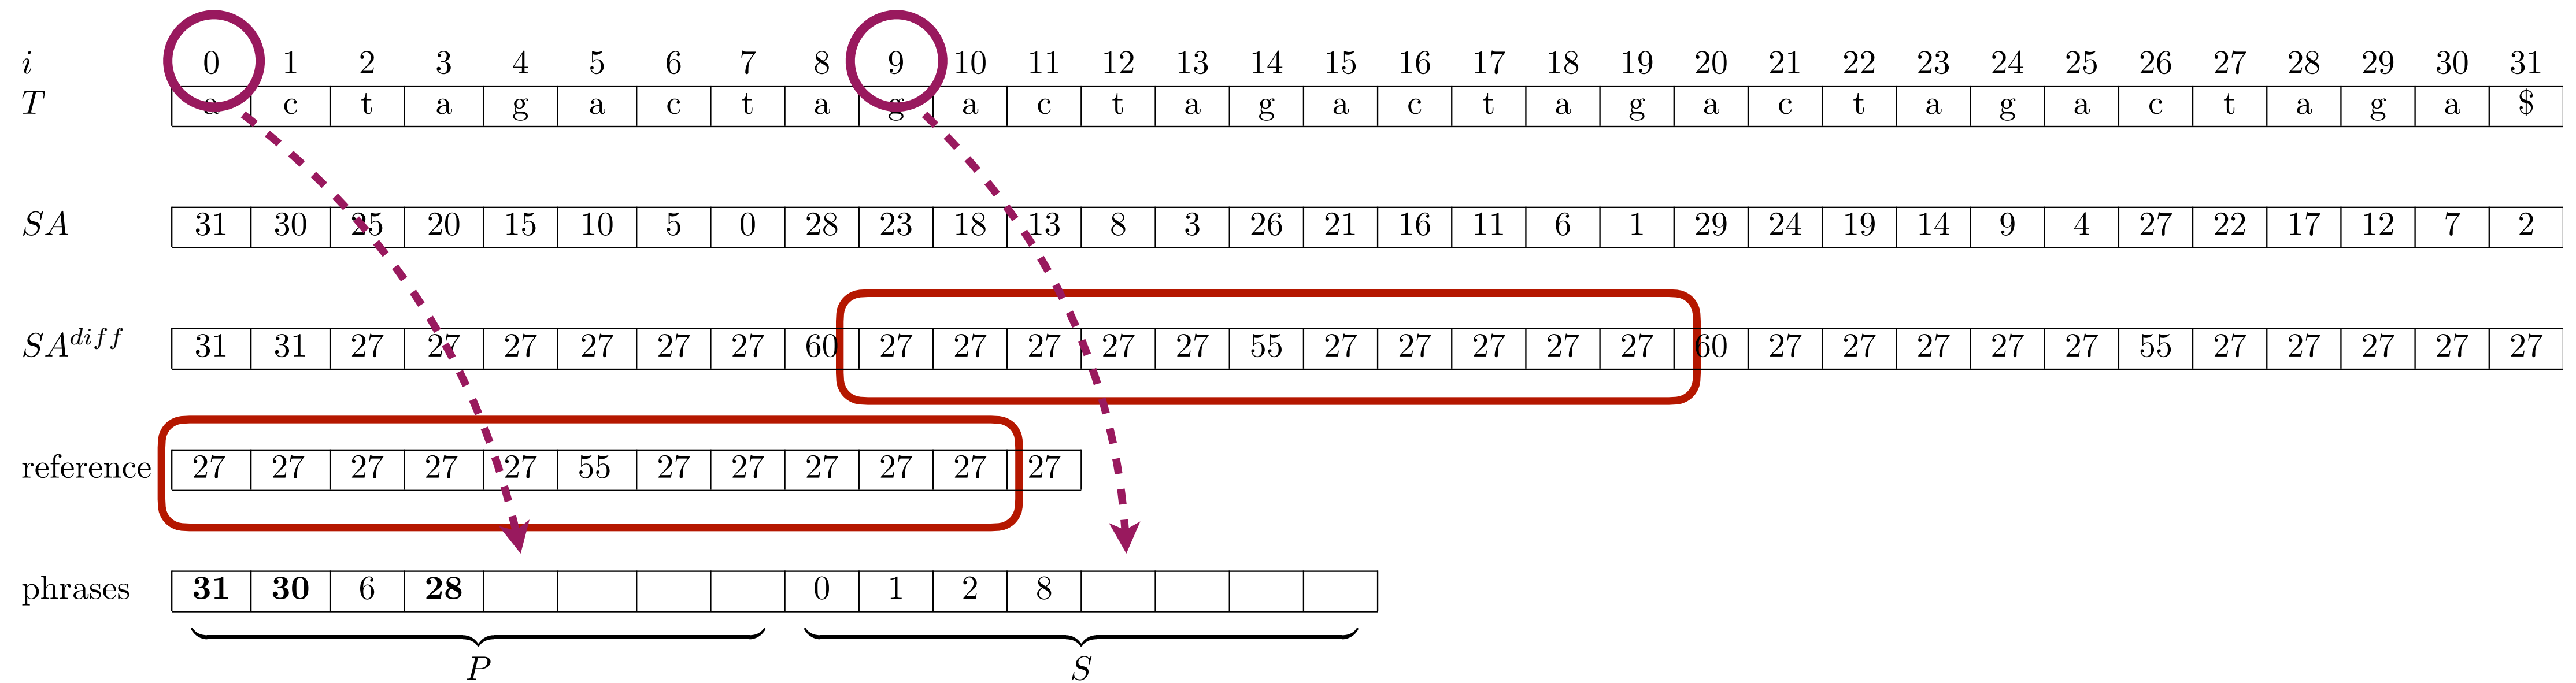 i 0 1 2 3 4 5 6 7 8 9 10 11 12 13 14 15 16 17 18 19 20 21 22 23 24 25 26 27 28 29 30 31
T a c t a g a c t a g a c t a g a c t a g a c t a g a c t a g a $
SA 31 30 25 20 15 10 5 0 28 23 18 13 8 3 26 21 16 11 6 1 29 24 19 14 9 4 27 22 17 12 7 2
SA^diff 31 31 27 27 27 27 27 27 60 27 27 27 27 27 55 27 27 27 27 27 60 27 27 27 27 27 55 27 27 27 27 27
reference 27 27 27 27 27 55 27 27 27 27 27 27
phrases 31 30 6 28 0 1 2 8
P S